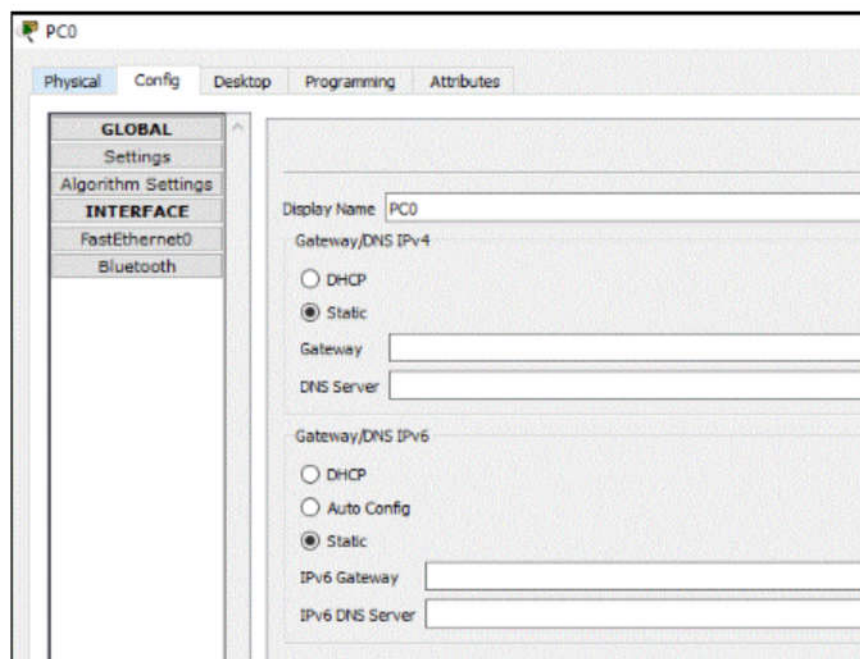 PC0
Physical Config Desktop Programming Attributes
GLOBAL
Settings
Algorithm Settings
INTERFACE
FastEthernet0
Bluetooth
Display Name PC0
Gateway/DNS IPv4
DHCP
Static
Gateway
DNS Server
Gateway/DNS IPv6
DHCP
Auto Config
Static
IPv6 Gateway
IPv6 DNS Server